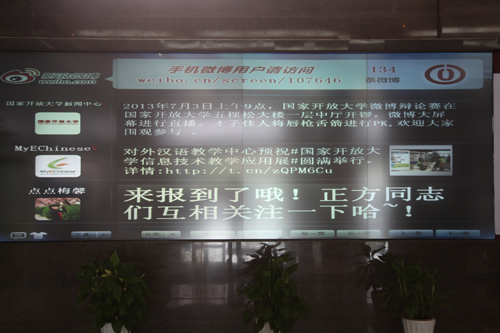 新浪微博
weibo.com
手机微博用户请访问
weibo.cn/screen/107646
134
条微博
国家开放大学新闻中心
2013年7月3日上午9点，国家开放大学微博辩论赛在
国家开放大学五棵松大楼一层中厅开锣，微博大屏
幕进行直播，才子佳人将唇枪舌箭进行PK，欢迎大家
围观参与。
MyEChinese
对外汉语教学中心预祝#国家开放大
学信息技术教学应用展#圆满举行。
详情：http://t.cn/zQPM6Cu
点点梅馨
来报到了哦！正方同志
们互相关注一下哈~！